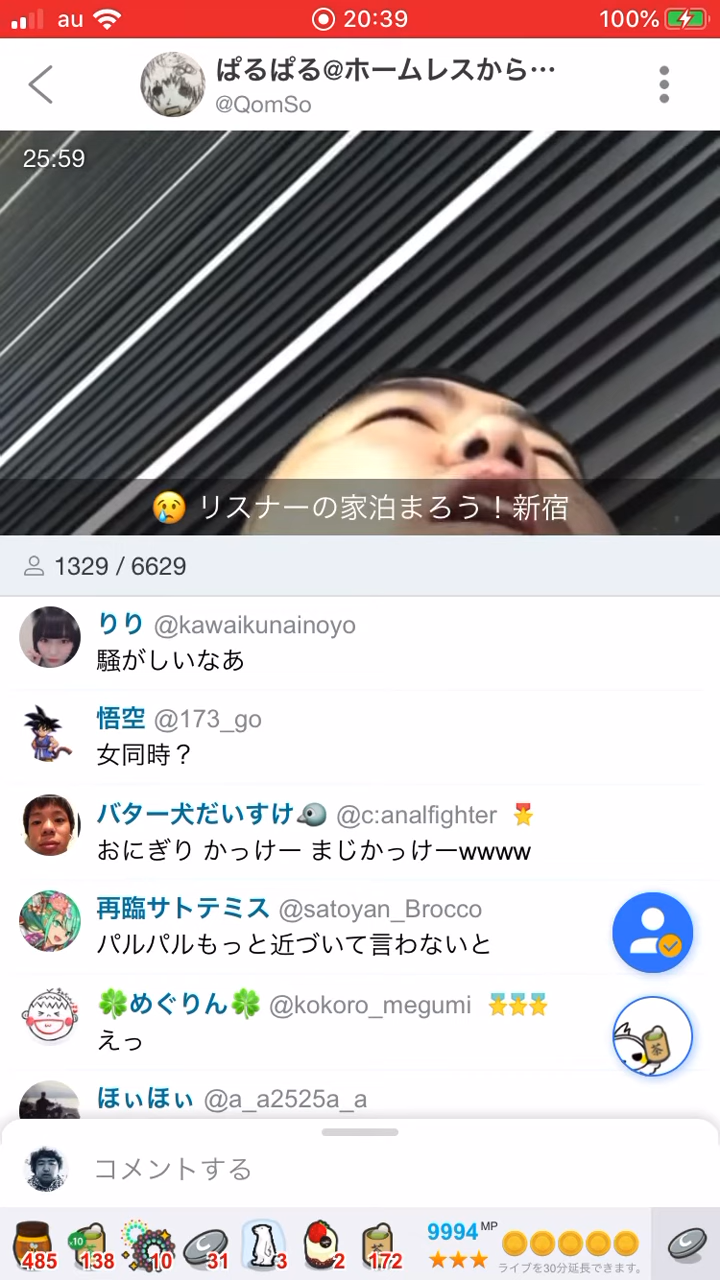 au 20:39 100%
ぱるぱる@ホームレスから…
@QomSo
25:59
😢 リスナーの家泊まろう！新宿
1329 / 6629
りり @kawaikunainoyo
騒がしいなあ
悟空 @173_go
女同時？
バター犬だいすけ @c:analfighter
おにぎり かっけー まじかっけーwwww
再臨サトテミス @satoyan_Brocco
パルパルもっと近づいて言わないと
🍀めぐりん🍀 @kokoro_megumi
えっ
茶
ほぃほぃ @a_a2525a_a
コメントする
485 ×10 138 10 31 3 2 172 9994 MP
ライブを30分延長できます。